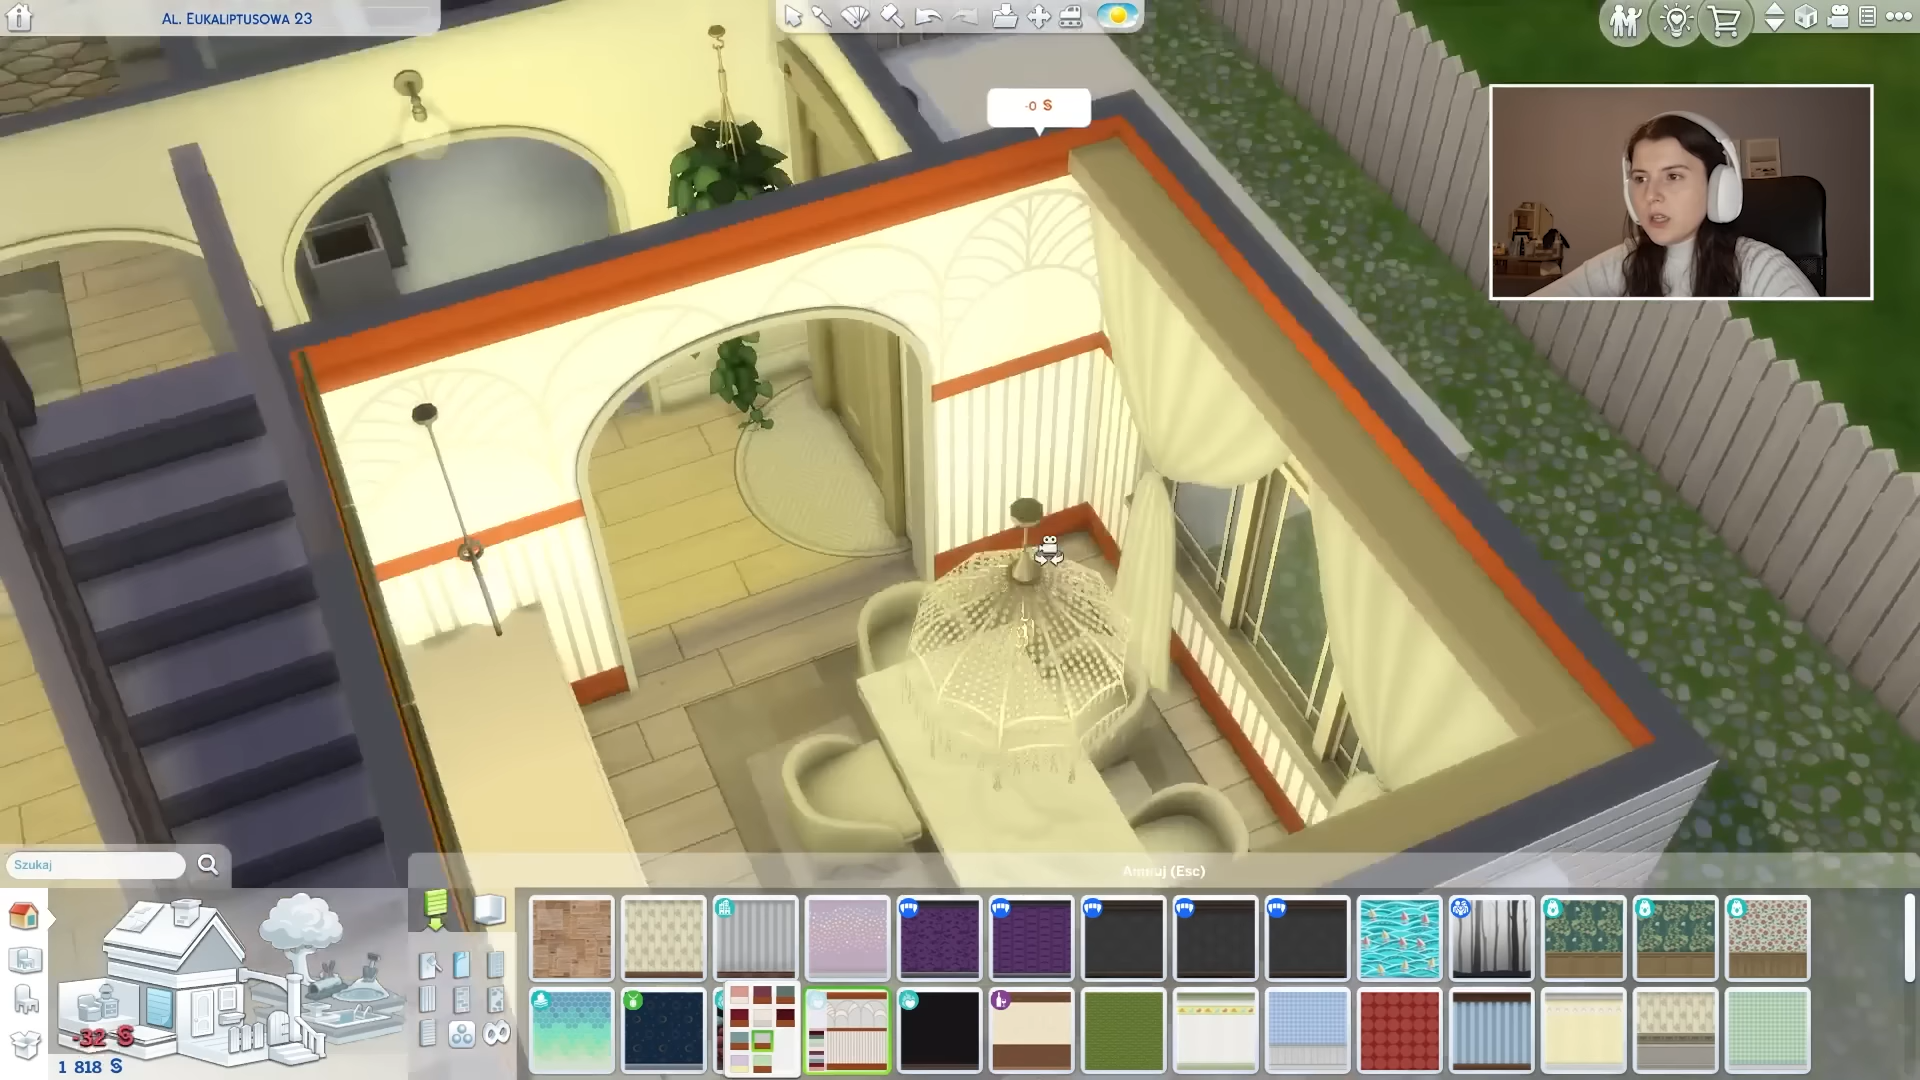 AL. EUKALIPTUSOWA 23
-0 $
Anuluj (Esc)
Szukaj
-32 $
1 818 $